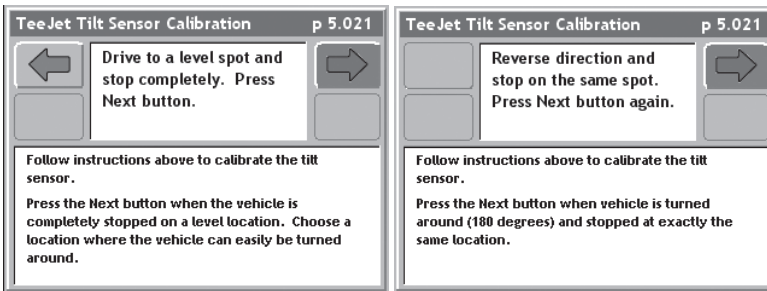 TeeJet Tilt Sensor Calibration p 5.021
Drive to a level spot and
stop completely. Press
Next button.
Follow instructions above to calibrate the tilt
sensor.
Press the Next button when the vehicle is
completely stopped on a level location. Choose a
location where the vehicle can easily be turned
around.
TeeJet Tilt Sensor Calibration p 5.021
Reverse direction and
stop on the same spot.
Press Next button again.
Follow instructions above to calibrate the tilt
sensor.
Press the Next button when vehicle is turned
around (180 degrees) and stopped at exactly the
same location.